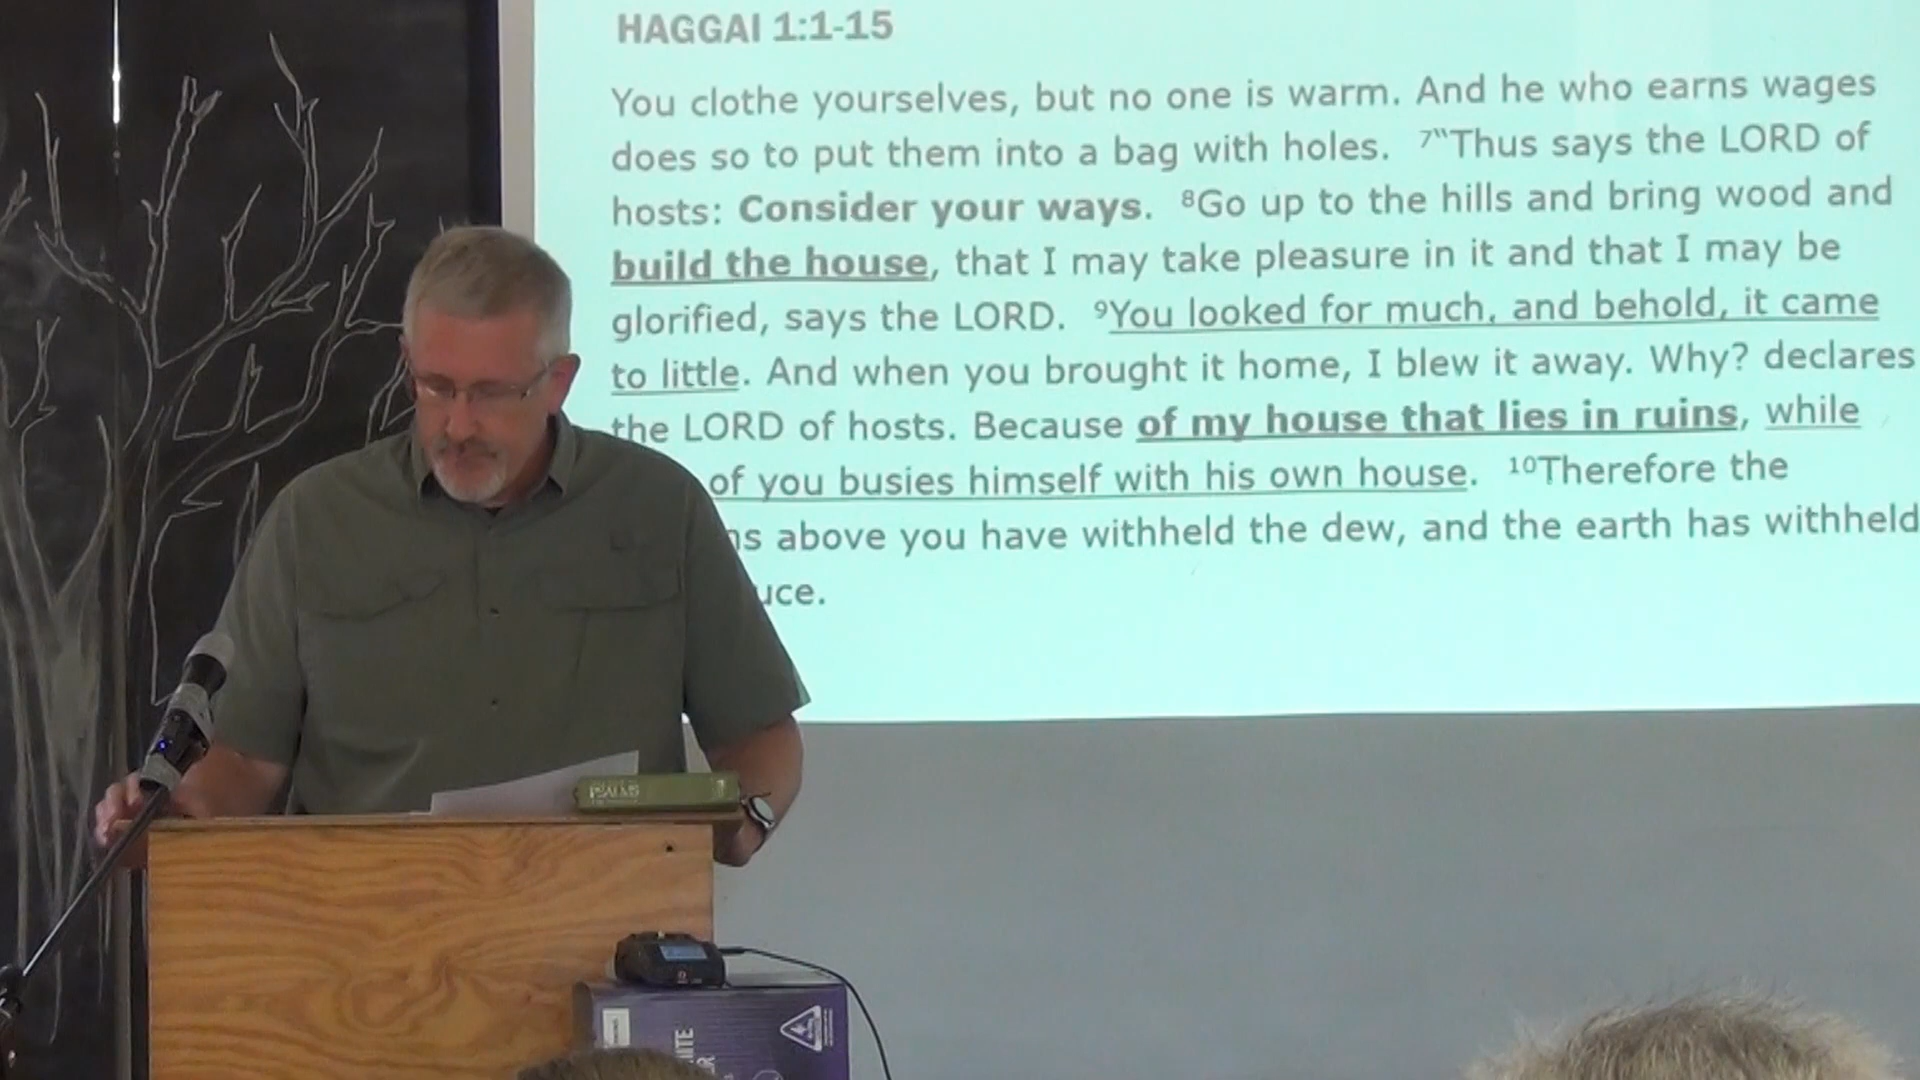 HAGGAI 1:1-15
You clothe yourselves, but no one is warm. And he who earns wages
does so to put them into a bag with holes. ⁷“Thus says the LORD of
hosts: Consider your ways. ⁸Go up to the hills and bring wood and
build the house, that I may take pleasure in it and that I may be
glorified, says the LORD. ⁹You looked for much, and behold, it came
to little. And when you brought it home, I blew it away. Why? declares
the LORD of hosts. Because of my house that lies in ruins, while
of you busies himself with his own house. ¹⁰Therefore the
above you have withheld the dew, and the earth has withheld
PSALMS